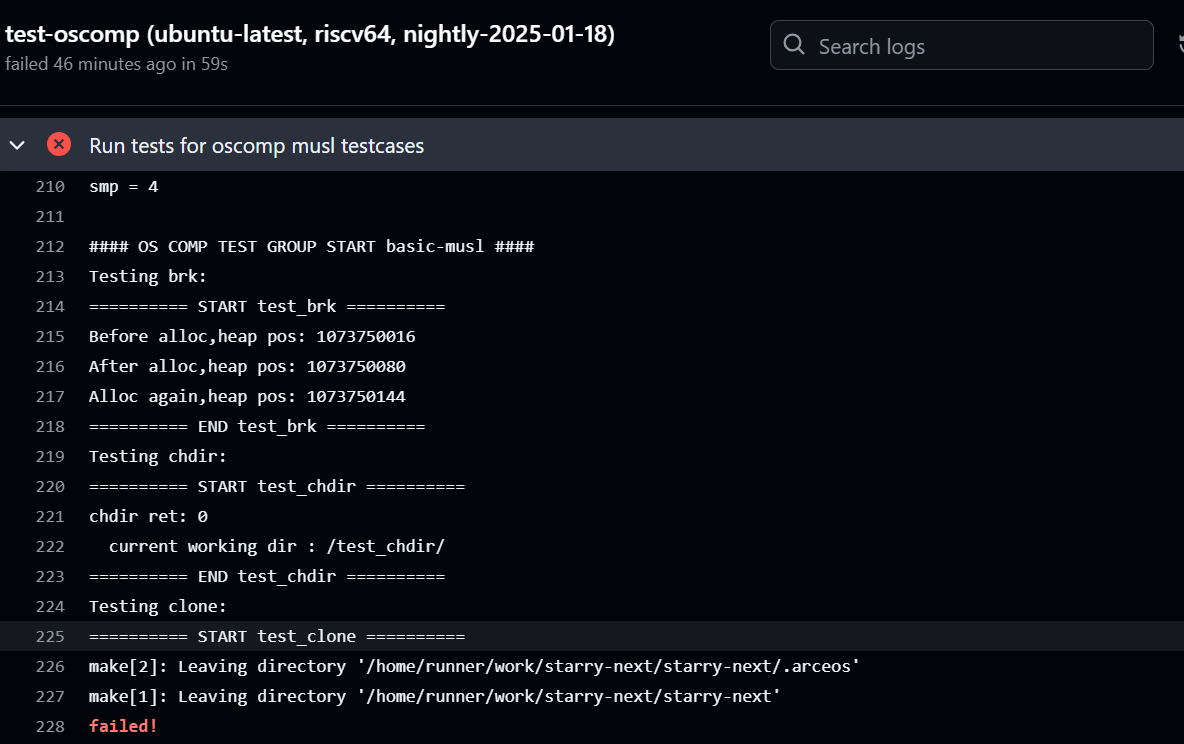 test-oscomp (ubuntu-latest, riscv64, nightly-2025-01-18)
failed 46 minutes ago in 59s
Search logs
Run tests for oscomp musl testcases
210 smp = 4
211
212 #### OS COMP TEST GROUP START basic-musl ####
213 Testing brk:
214 ========== START test_brk ==========
215 Before alloc,heap pos: 1073750016
216 After alloc,heap pos: 1073750080
217 Alloc again,heap pos: 1073750144
218 ========== END test_brk ==========
219 Testing chdir:
220 ========== START test_chdir ==========
221 chdir ret: 0
222   current working dir : /test_chdir/
223 ========== END test_chdir ==========
224 Testing clone:
225 ========== START test_clone ==========
226 make[2]: Leaving directory '/home/runner/work/starry-next/starry-next/.arceos'
227 make[1]: Leaving directory '/home/runner/work/starry-next/starry-next'
228 failed!